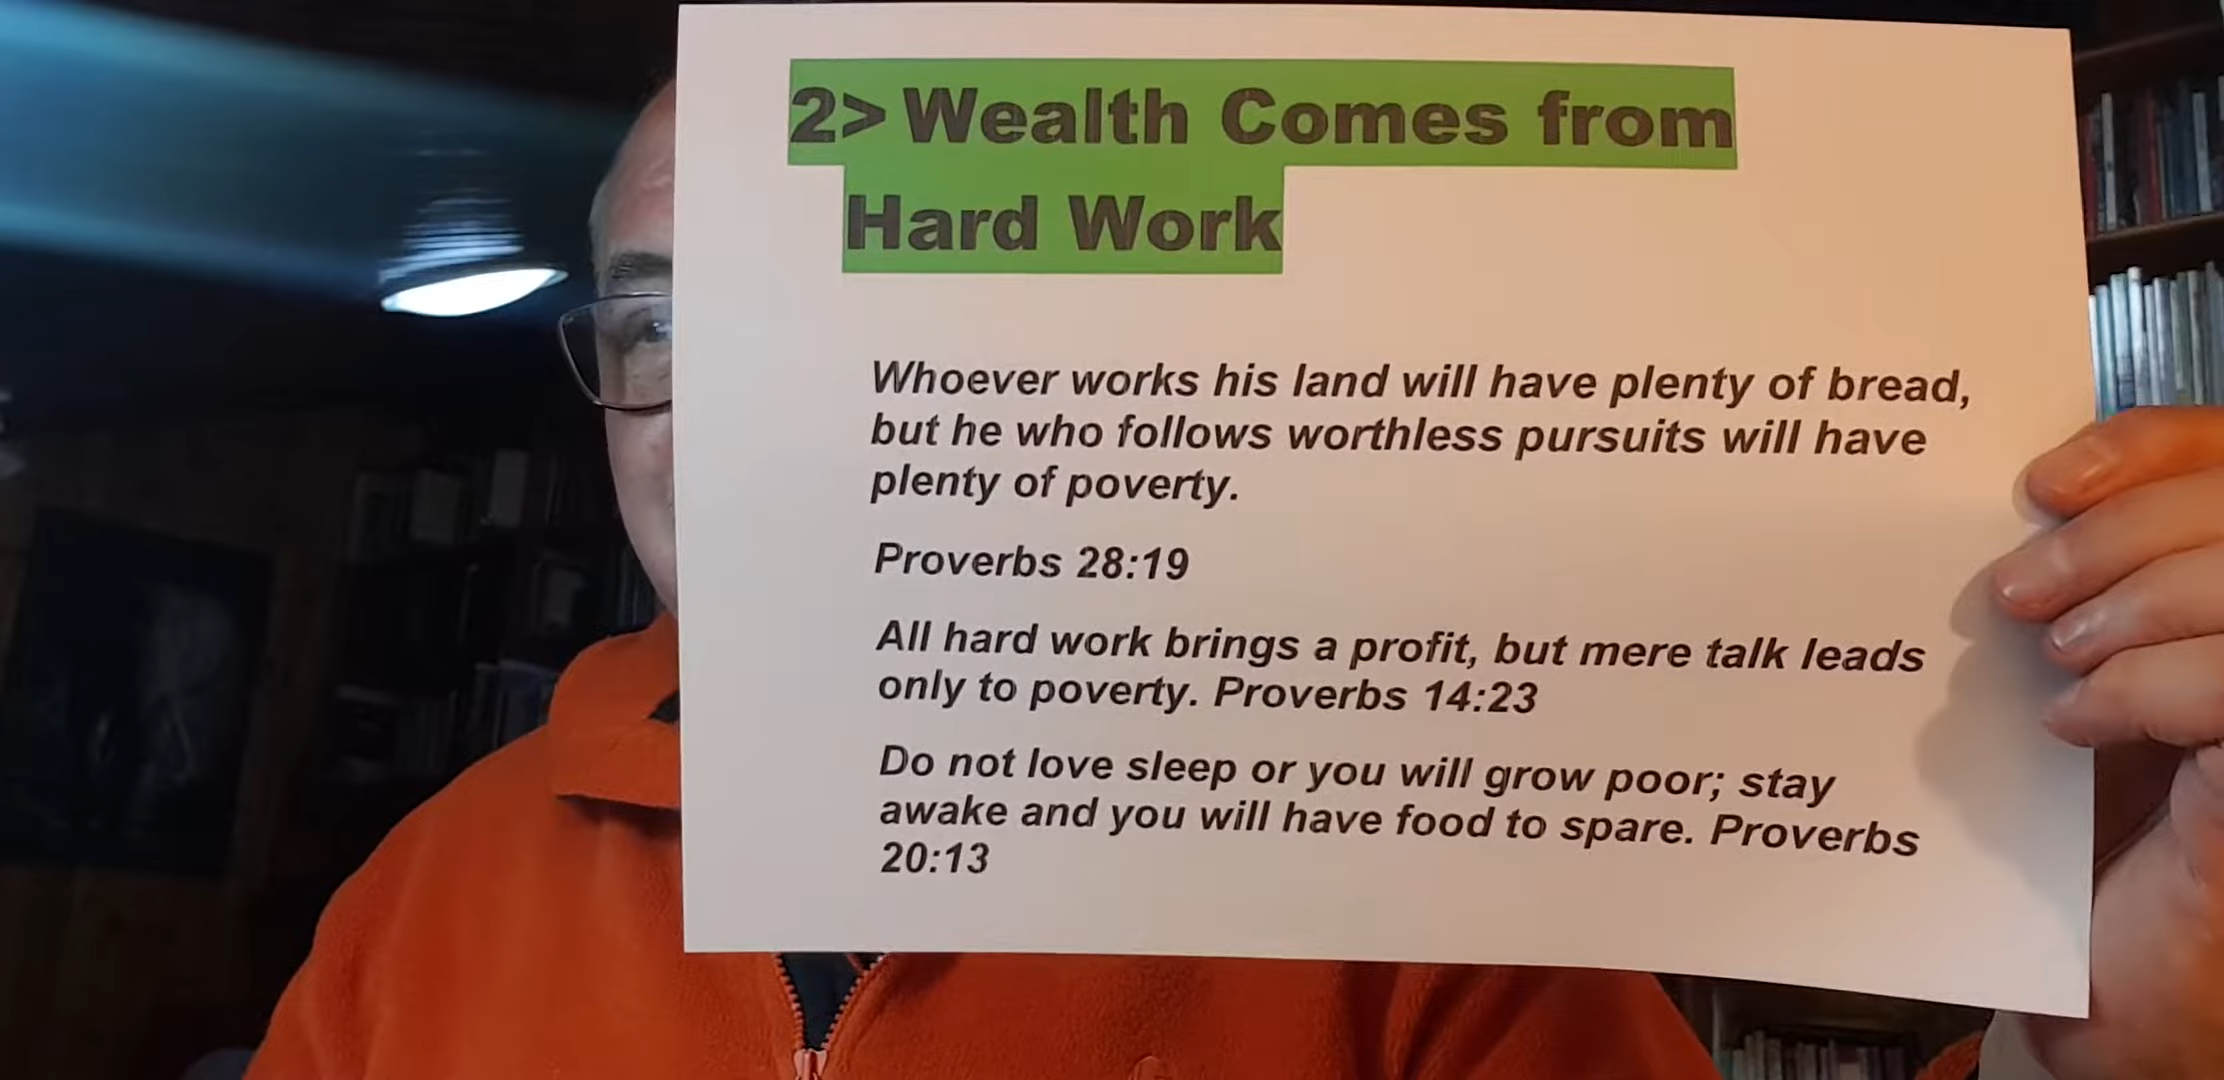 2> Wealth Comes from
Hard Work
Whoever works his land will have plenty of bread,
but he who follows worthless pursuits will have
plenty of poverty.
Proverbs 28:19
All hard work brings a profit, but mere talk leads
only to poverty. Proverbs 14:23
Do not love sleep or you will grow poor; stay
awake and you will have food to spare. Proverbs
20:13